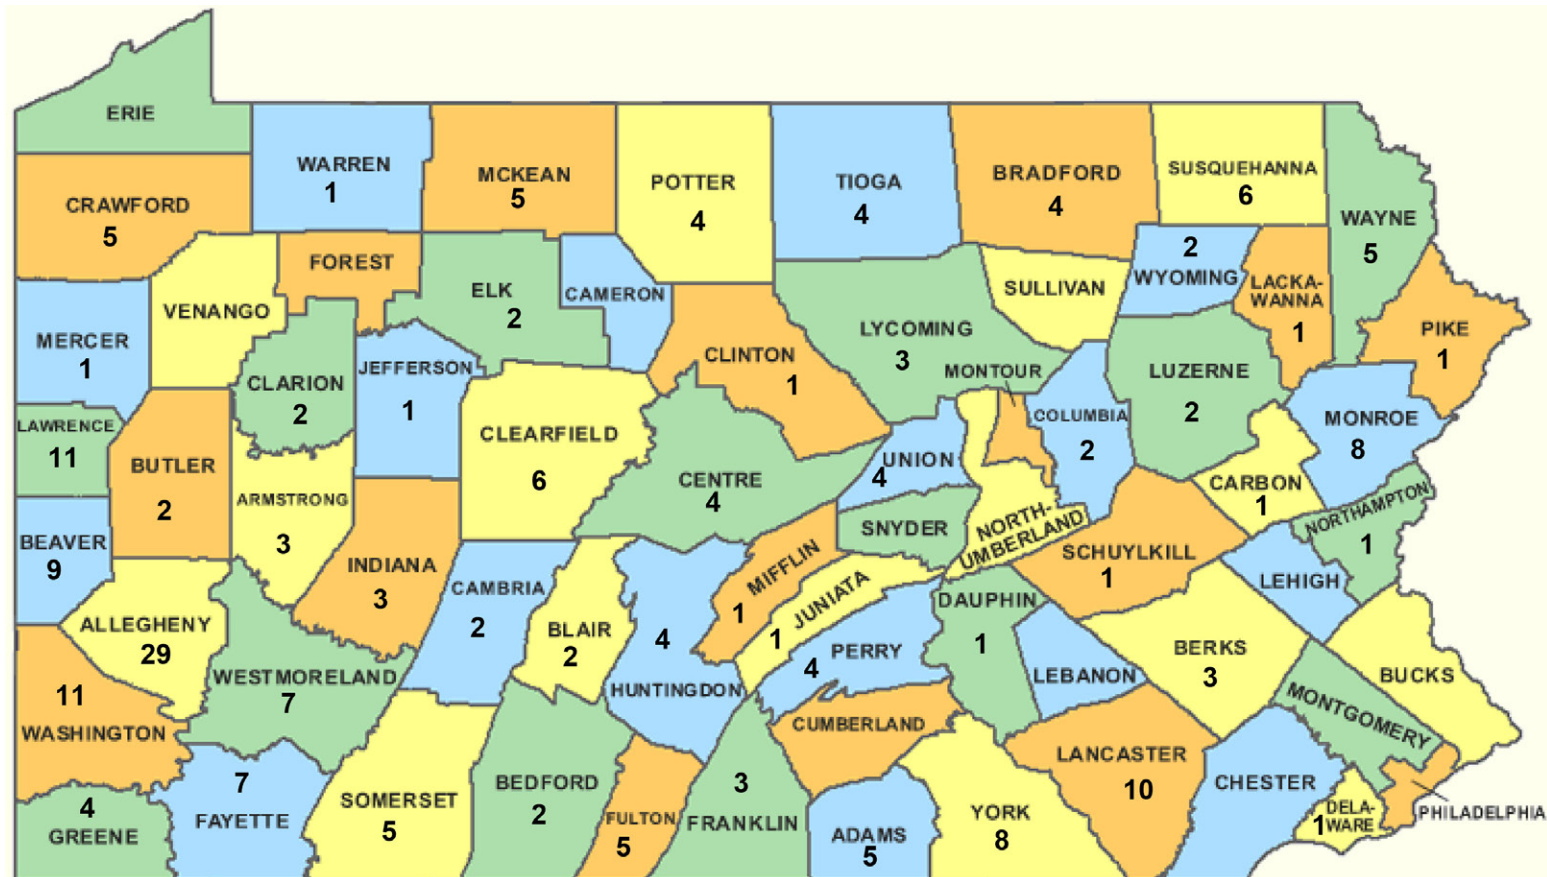 ERIE
WARREN
1
MCKEAN
5
POTTER
4
TIOGA
4
BRADFORD
4
SUSQUEHANNA
6
WAYNE
5
CRAWFORD
5
FOREST
VENANGO
ELK
2
CAMERON
SULLIVAN
2
WYOMING
LACKA-
WANNA
1
PIKE
1
MERCER
1
CLARION
2
JEFFERSON
1
CLINTON
1
LYCOMING
3
MONTOUR
COLUMBIA
2
LUZERNE
2
MONROE
8
LAWRENCE
11
BUTLER
2
CLEARFIELD
6
CENTRE
4
UNION
4
CARBON
1
NORTHAMPTON
1
ARMSTRONG
3
SNYDER
NORTH-
UMBERLAND
SCHUYLKILL
1
LEHIGH
BEAVER
9
INDIANA
3
CAMBRIA
2
BLAIR
2
4
HUNTINGDON
MIFFLIN
1
JUNIATA
1
DAUPHIN
1
ALLEGHENY
29
WESTMORELAND
7
PERRY
4
LEBANON
BERKS
3
BUCKS
11
WASHINGTON
CUMBERLAND
MONTGOMERY
LANCASTER
10
CHESTER
4
GREENE
7
FAYETTE
SOMERSET
5
BEDFORD
2
FULTON
5
3
FRANKLIN
ADAMS
5
YORK
8
DELA-
WARE
1
PHILADELPHIA